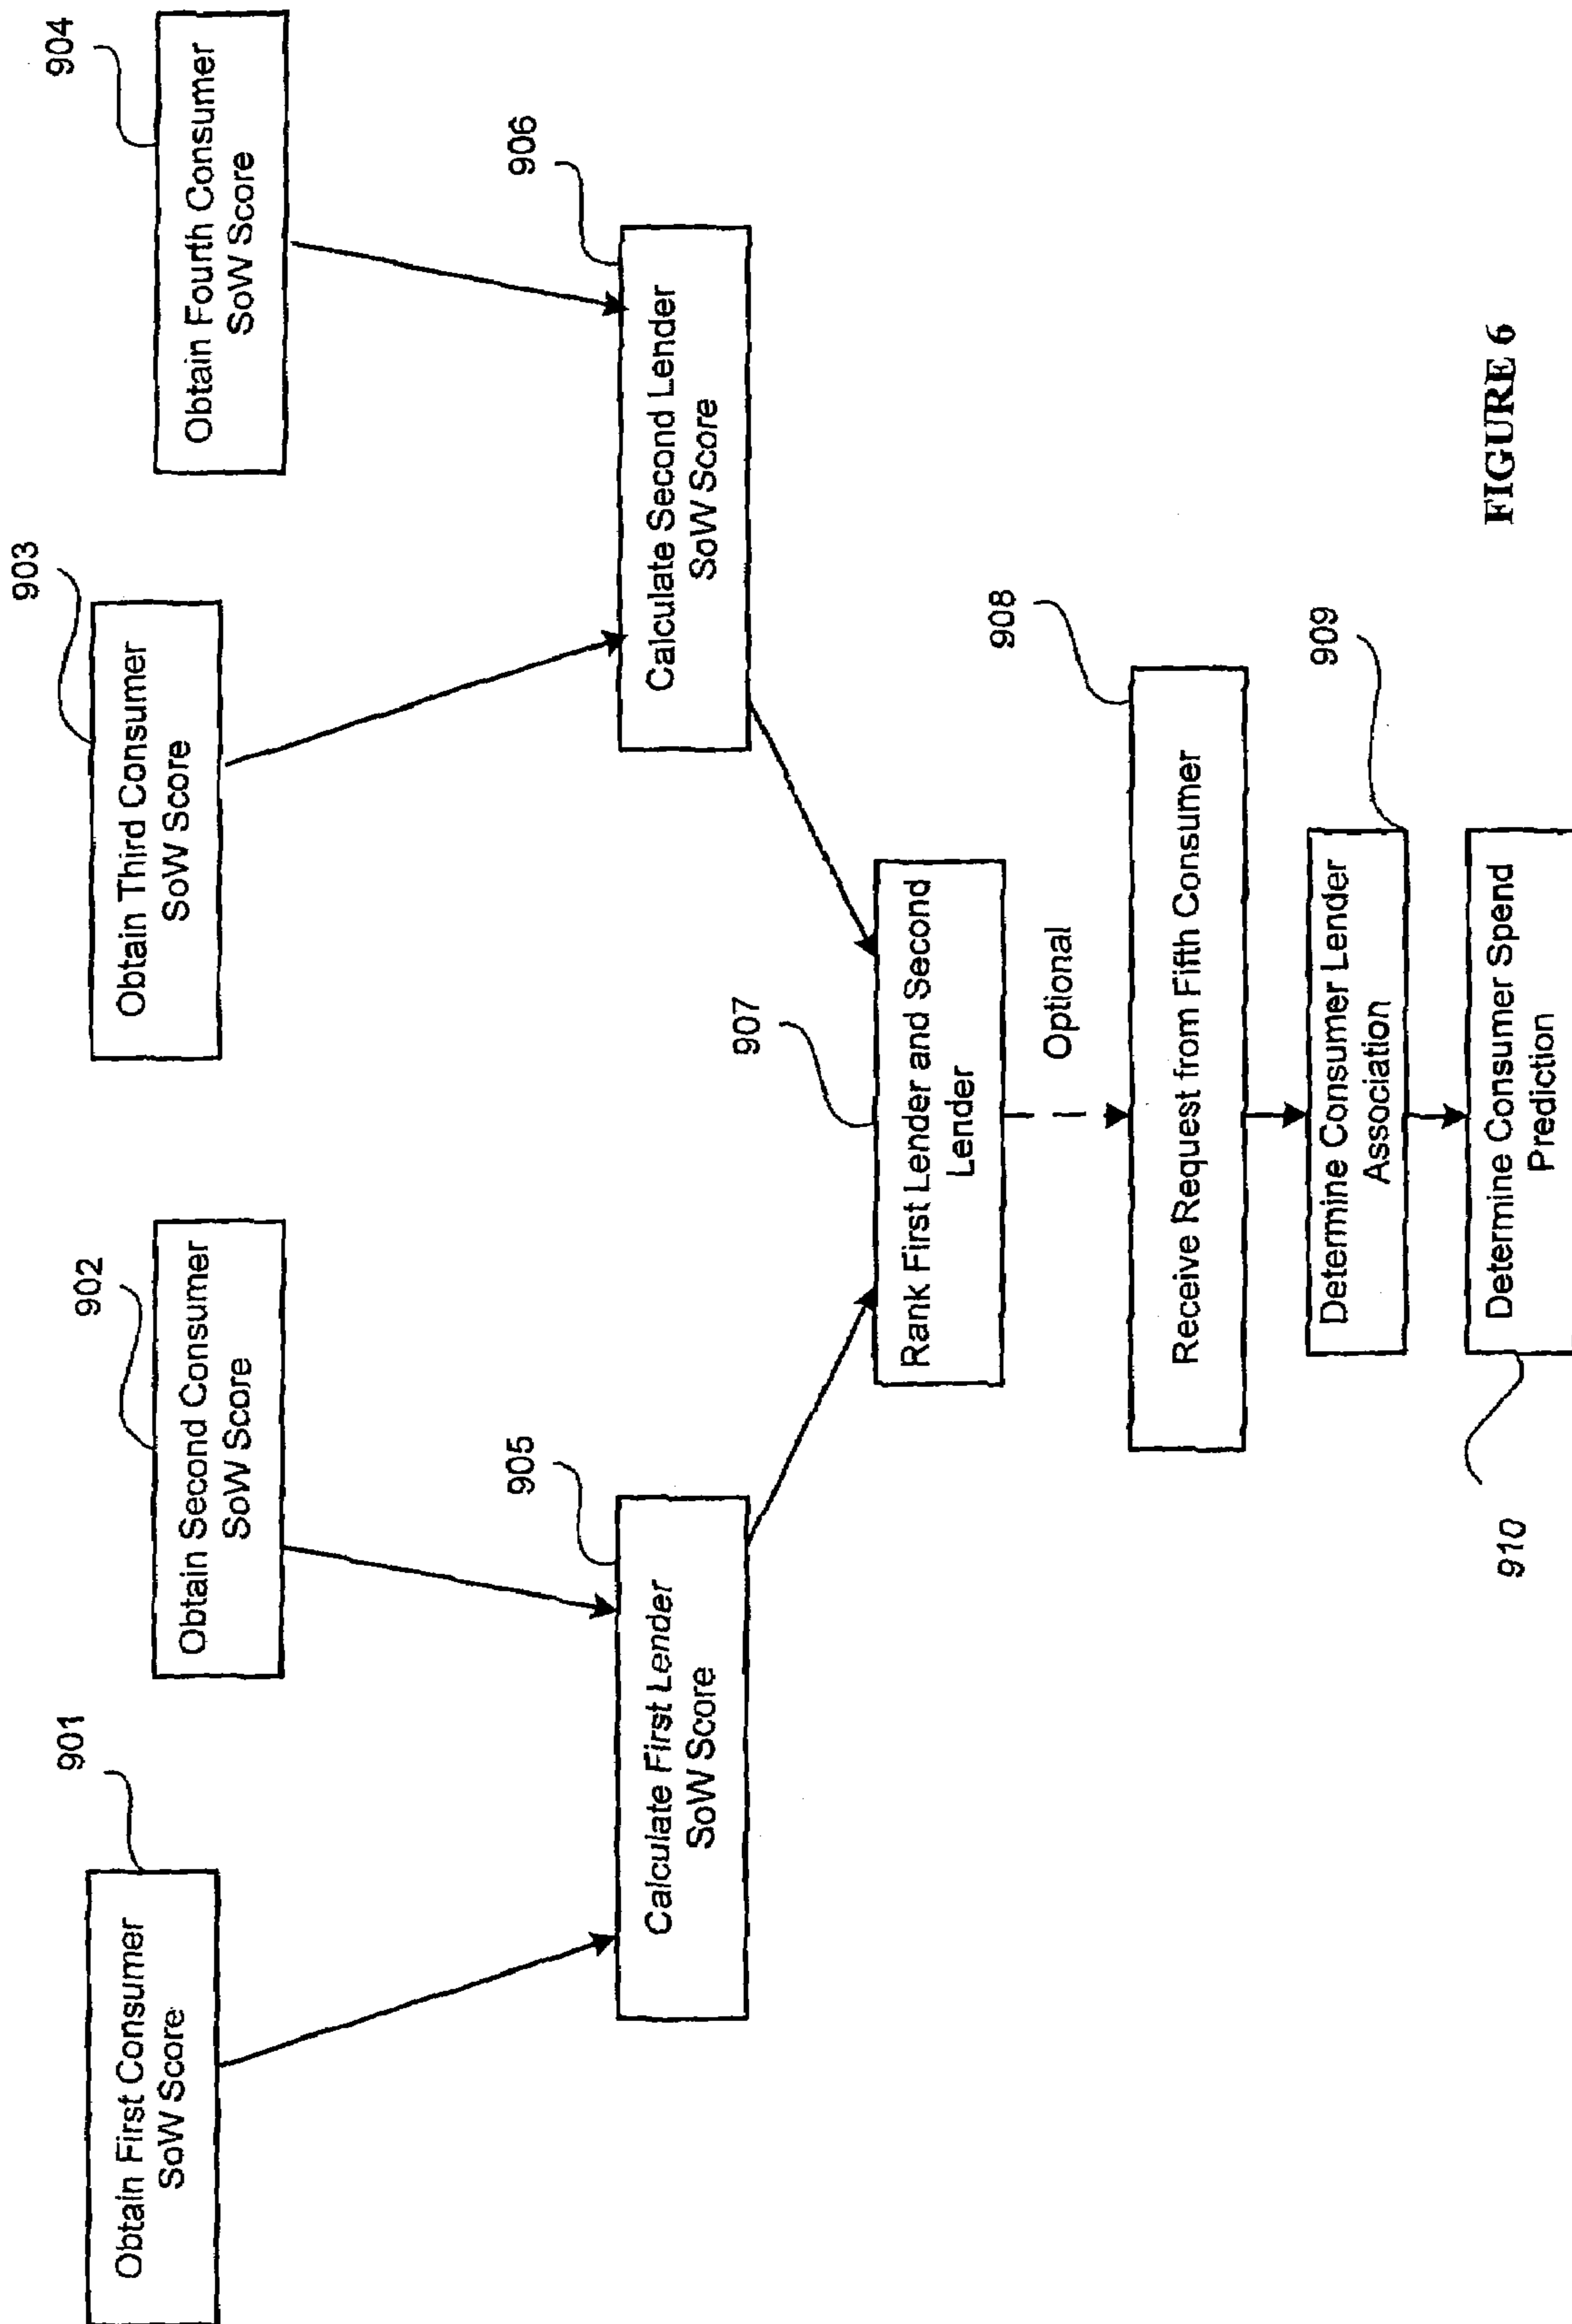 901
Obtain First Consumer
SoW Score
902
Obtain Second Consumer
SoW Score
903
Obtain Third Consumer
SoW Score
904
Obtain Fourth Consumer
SoW Score
905
Calculate First Lender
SoW Score
906
Calculate Second Lender
SoW Score
907
Rank First Lender and Second
Lender
Optional
908
Receive Request from Fifth Consumer
909
Determine Consumer Lender
Association
910
Determine Consumer Spend
Prediction
FIGURE 6